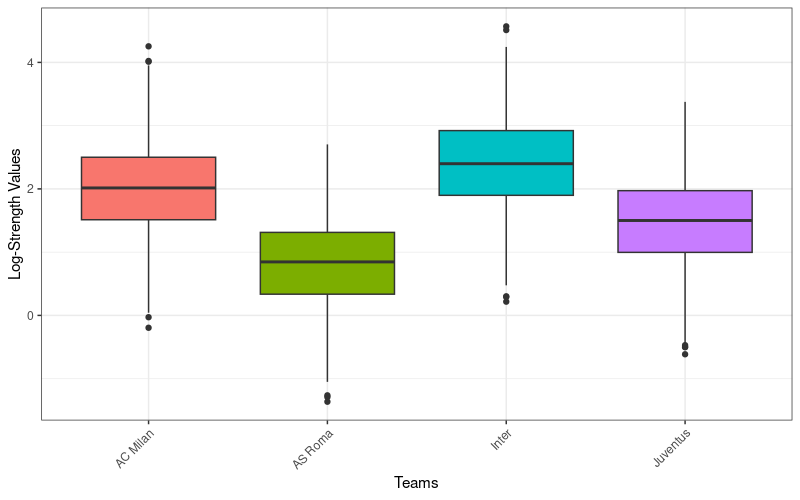 Log-Strength Values
4
2
0
AC Milan
AS Roma
Inter
Juventus
Teams